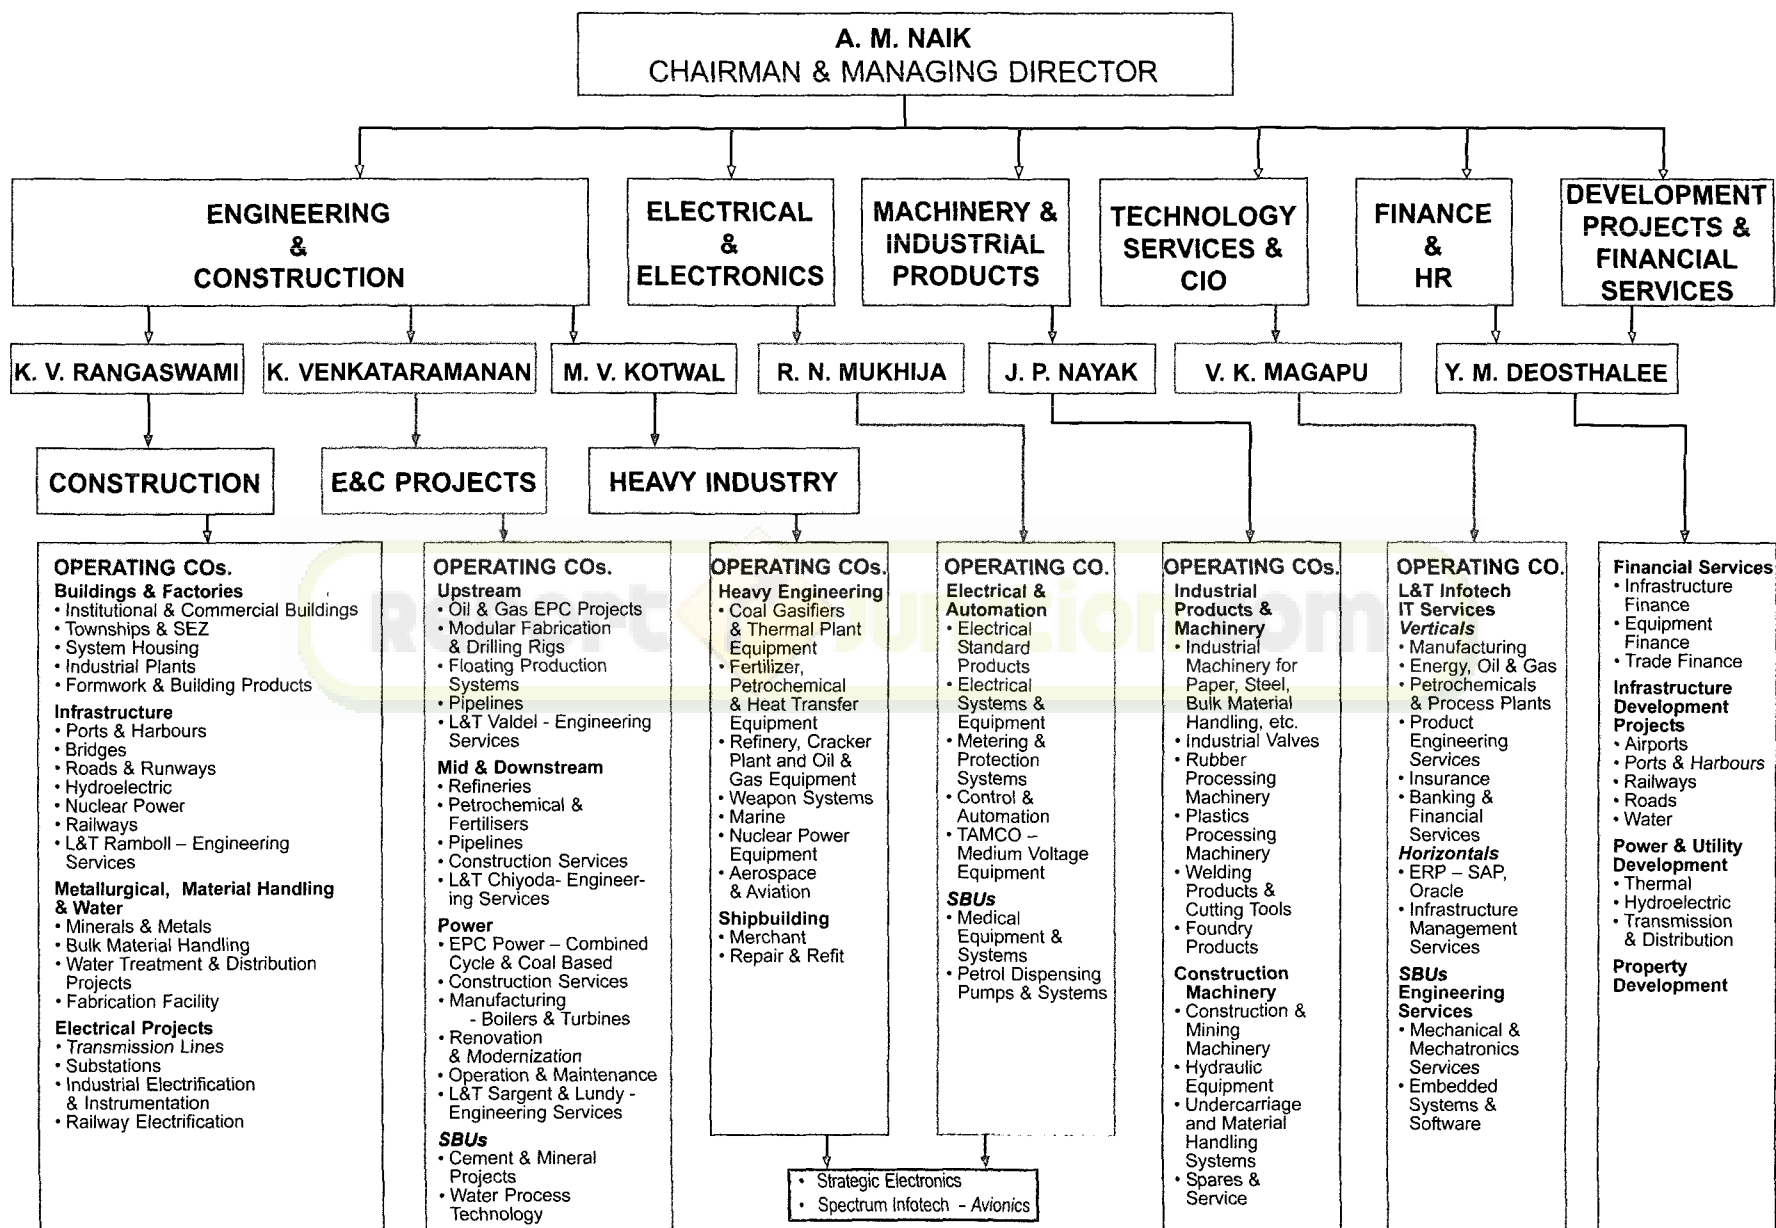 A. M. NAIK
CHAIRMAN & MANAGING DIRECTOR
ENGINEERING
&
CONSTRUCTION
ELECTRICAL
&
ELECTRONICS
MACHINERY &
INDUSTRIAL
PRODUCTS
TECHNOLOGY
SERVICES &
CIO
FINANCE
&
HR
DEVELOPMENT
PROJECTS &
FINANCIAL
SERVICES
K. V. RANGASWAMI
K. VENKATARAMANAN
M. V. KOTWAL
R. N. MUKHIJA
J. P. NAYAK
V. K. MAGAPU
Y. M. DEOSTHALEE
CONSTRUCTION
E&C PROJECTS
HEAVY INDUSTRY
OPERATING COs.
Buildings & Factories
• Institutional & Commercial Buildings
• Townships & SEZ
• System Housing
• Industrial Plants
• Formwork & Building Products
Infrastructure
• Ports & Harbours
• Bridges
• Roads & Runways
• Hydroelectric
• Nuclear Power
• Railways
• L&T Ramboll – Engineering
Services
Metallurgical, Material Handling
& Water
• Minerals & Metals
• Bulk Material Handling
• Water Treatment & Distribution
Projects
• Fabrication Facility
Electrical Projects
• Transmission Lines
• Substations
• Industrial Electrification
& Instrumentation
• Railway Electrification
OPERATING COs.
Upstream
• Oil & Gas EPC Projects
• Modular Fabrication
& Drilling Rigs
• Floating Production
Systems
• Pipelines
• L&T Valdel - Engineering
Services
Mid & Downstream
• Refineries
• Petrochemical &
Fertilisers
• Pipelines
• Construction Services
• L&T Chiyoda- Engineer-
ing Services
Power
• EPC Power – Combined
Cycle & Coal Based
• Construction Services
• Manufacturing
- Boilers & Turbines
• Renovation
& Modernization
• Operation & Maintenance
• L&T Sargent & Lundy -
Engineering Services
SBUs
• Cement & Mineral
Projects
• Water Process
Technology
OPERATING COs.
Heavy Engineering
• Coal Gasifiers
& Thermal Plant
Equipment
• Fertilizer,
Petrochemical
& Heat Transfer
Equipment
• Refinery, Cracker
Plant and Oil &
Gas Equipment
• Weapon Systems
• Marine
• Nuclear Power
Equipment
• Aerospace
& Aviation
Shipbuilding
• Merchant
• Repair & Refit
OPERATING CO.
Electrical &
Automation
• Electrical
Standard
Products
• Electrical
Systems &
Equipment
• Metering &
Protection
Systems
• Control &
Automation
• TAMCO –
Medium Voltage
Equipment
SBUs
• Medical
Equipment &
Systems
• Petrol Dispensing
Pumps & Systems
• Strategic Electronics
• Spectrum Infotech - Avionics
OPERATING COs.
Industrial
Products &
Machinery
• Industrial
Machinery for
Paper, Steel,
Bulk Material
Handling, etc.
• Industrial Valves
• Rubber
Processing
Machinery
• Plastics
Processing
Machinery
• Welding
Products &
Cutting Tools
• Foundry
Products
Construction
Machinery
• Construction &
Mining
Machinery
• Hydraulic
Equipment
• Undercarriage
and Material
Handling
Systems
• Spares &
Service
OPERATING CO.
L&T Infotech
IT Services
Verticals
• Manufacturing
• Energy, Oil & Gas
• Petrochemicals
& Process Plants
• Product
Engineering
Services
• Insurance
• Banking &
Financial
Services
Horizontals
• ERP – SAP,
Oracle
• Infrastructure
Management
Services
SBUs
Engineering
Services
• Mechanical &
Mechatronics
Services
• Embedded
Systems &
Software
Financial Services
• Infrastructure
Finance
• Equipment
Finance
• Trade Finance
Infrastructure
Development
Projects
• Airports
• Ports & Harbours
• Railways
• Roads
• Water
Power & Utility
Development
• Thermal
• Hydroelectric
• Transmission
& Distribution
Property
Development